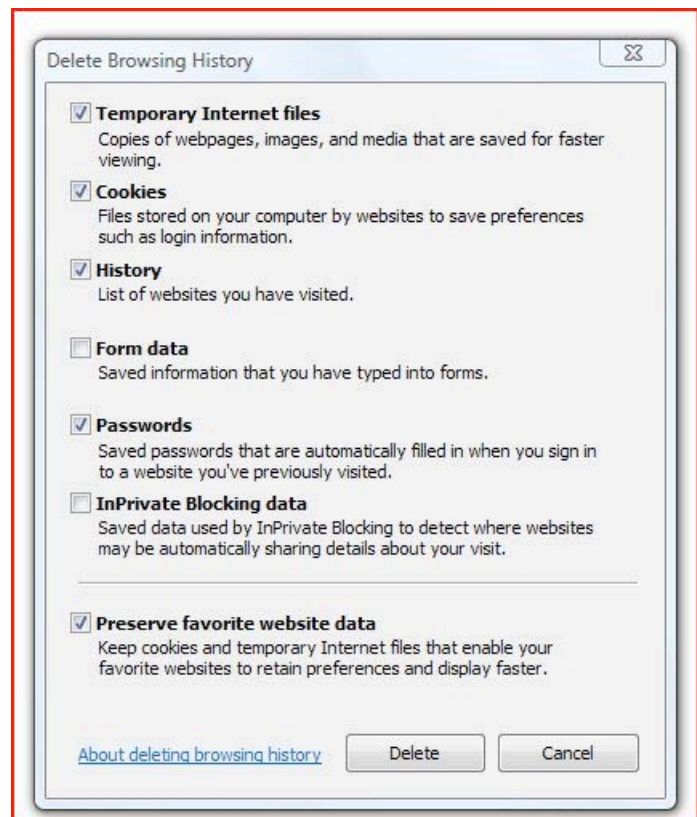 Delete Browsing History
Temporary Internet files
Copies of webpages, images, and media that are saved for faster
viewing.
Cookies
Files stored on your computer by websites to save preferences
such as login information.
History
List of websites you have visited.
Form data
Saved information that you have typed into forms.
Passwords
Saved passwords that are automatically filled in when you sign in
to a website you've previously visited.
InPrivate Blocking data
Saved data used by InPrivate Blocking to detect where websites
may be automatically sharing details about your visit.
Preserve favorite website data
Keep cookies and temporary Internet files that enable your
favorite websites to retain preferences and display faster.
About deleting browsing history Delete Cancel